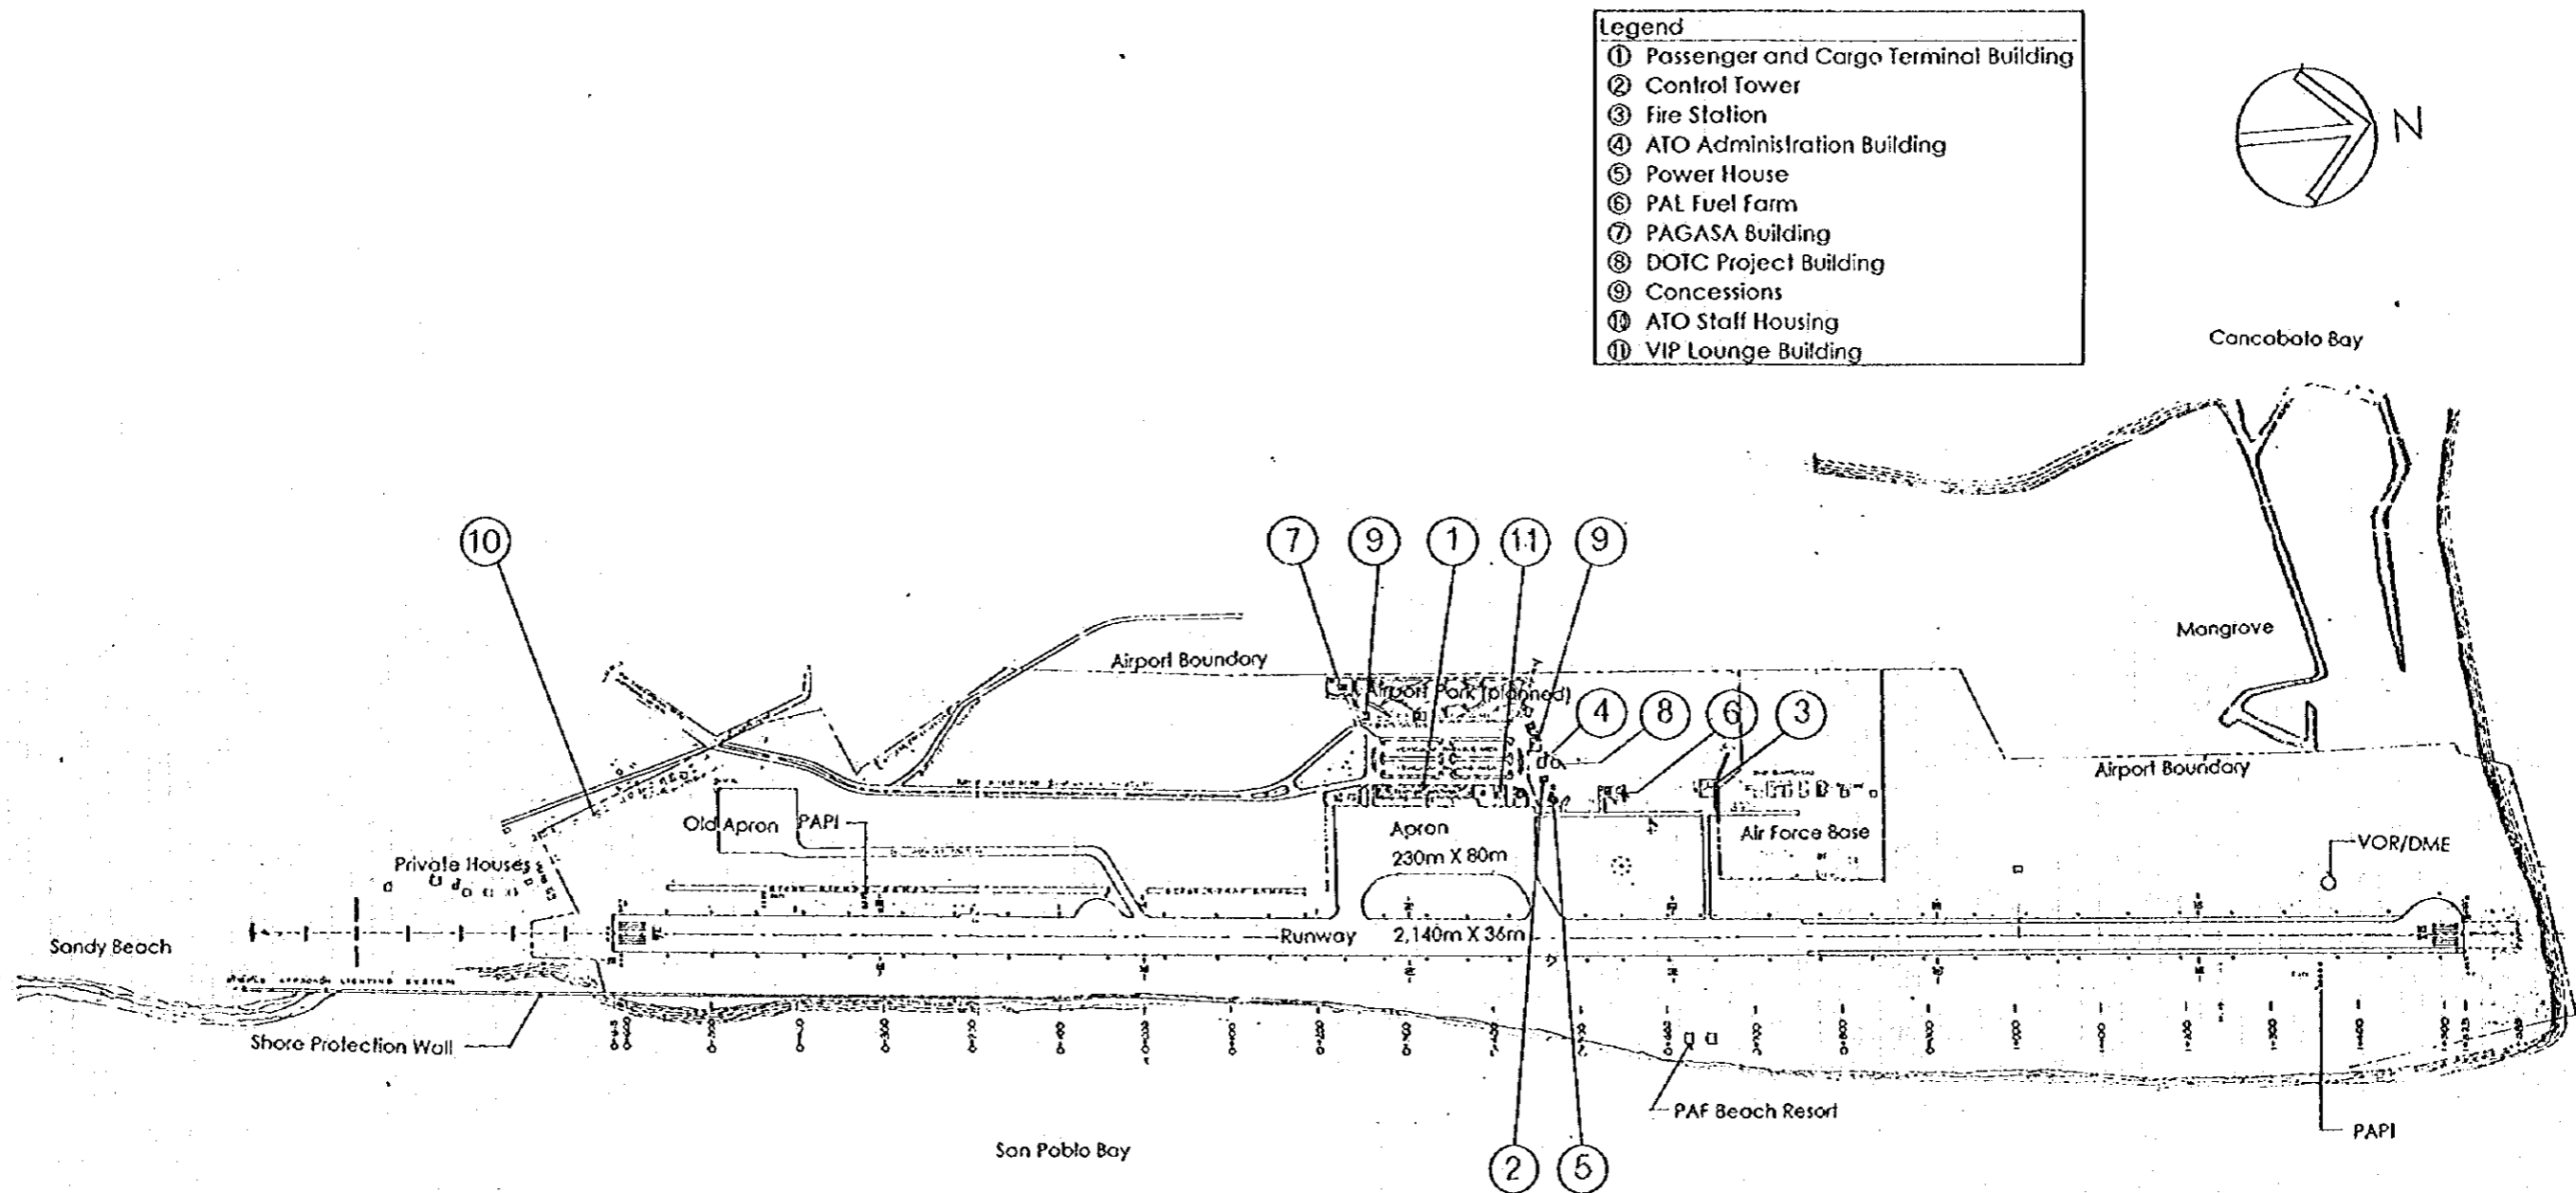 Legend
① Passenger and Cargo Terminal Building
② Control Tower
③ Fire Station
④ ATO Administration Building
⑤ Power House
⑥ PAL Fuel Farm
⑦ PAGASA Building
⑧ DOTC Project Building
⑨ Concessions
⑩ ATO Staff Housing
⑪ VIP Lounge Building
N
Cancabato Bay
10
7
9
1
11
9
Mangrove
Airport Boundary
Airport Park (planned)
4
8
6
3
Airport Boundary
Old Apron
PAPI
Apron
230m X 80m
Air Force Base
VOR/DME
Private Houses
Sandy Beach
Runway 2,140m X 36m
SIMPLE APPROACH LIGHTING SYSTEM
Shore Protection Wall
PAF Beach Resort
San Pablo Bay
PAPI
2
5